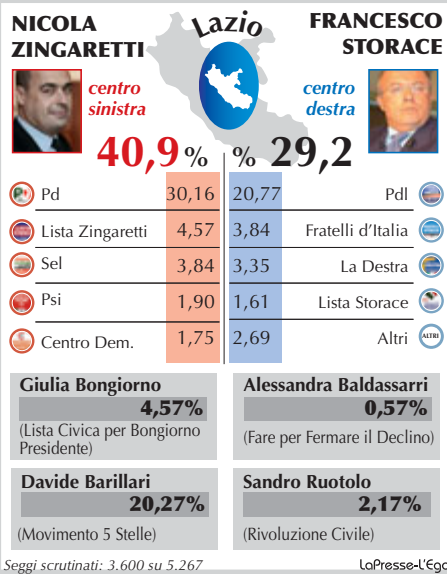 NICOLA
ZINGARETTI
Lazio
FRANCESCO
STORACE
centro
sinistra
centro
destra
40,9 % % 29,2
Pd 30,16 20,77 Pdl
Lista Zingaretti 4,57 3,84 Fratelli d'Italia
Sel 3,84 3,35 La Destra
Psi 1,90 1,61 Lista Storace
Centro Dem. 1,75 2,69 Altri ALTRI
Giulia Bongiorno
4,57%
(Lista Civica per Bongiorno
Presidente)
Alessandra Baldassarri
0,57%
(Fare per Fermare il Declino)
Davide Barillari
20,27%
(Movimento 5 Stelle)
Sandro Ruotolo
2,17%
(Rivoluzione Civile)
Seggi scrutinati: 3.600 su 5.267
LaPresse-L'Ego